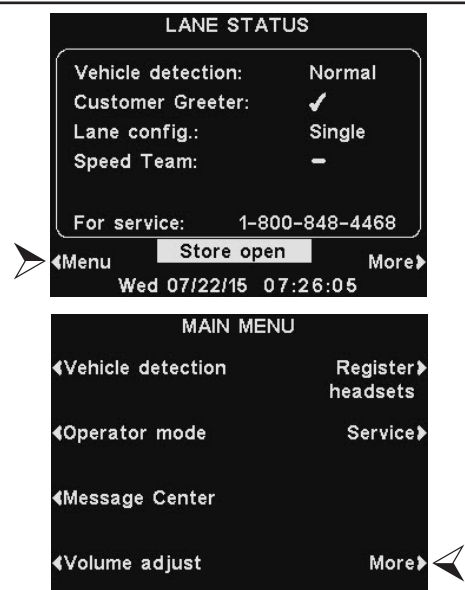 LANE STATUS
Vehicle detection: Normal
Customer Greeter: ✓
Lane config.: Single
Speed Team: –
For service: 1-800-848-4468
Store open
Menu More
Wed 07/22/15 07:26:05
MAIN MENU
Vehicle detection Register
headsets
Operator mode Service
Message Center
Volume adjust More